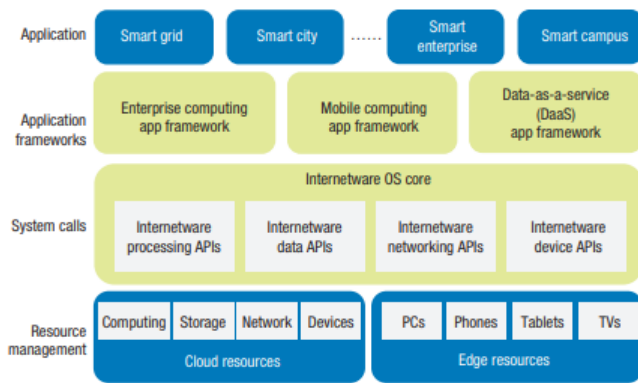 Application
Smart grid
Smart city
......
Smart
enterprise
Smart campus
Application
frameworks
Enterprise computing
app framework
Mobile computing
app framework
Data-as-a-service
(DaaS)
app framework
System calls
Internetware OS core
Internetware
processing APIs
Internetware
data APIs
Internetware
networking APIs
Internetware
device APIs
Resource
management
Computing
Storage
Network
Devices
Cloud resources
PCs
Phones
Tablets
TVs
Edge resources